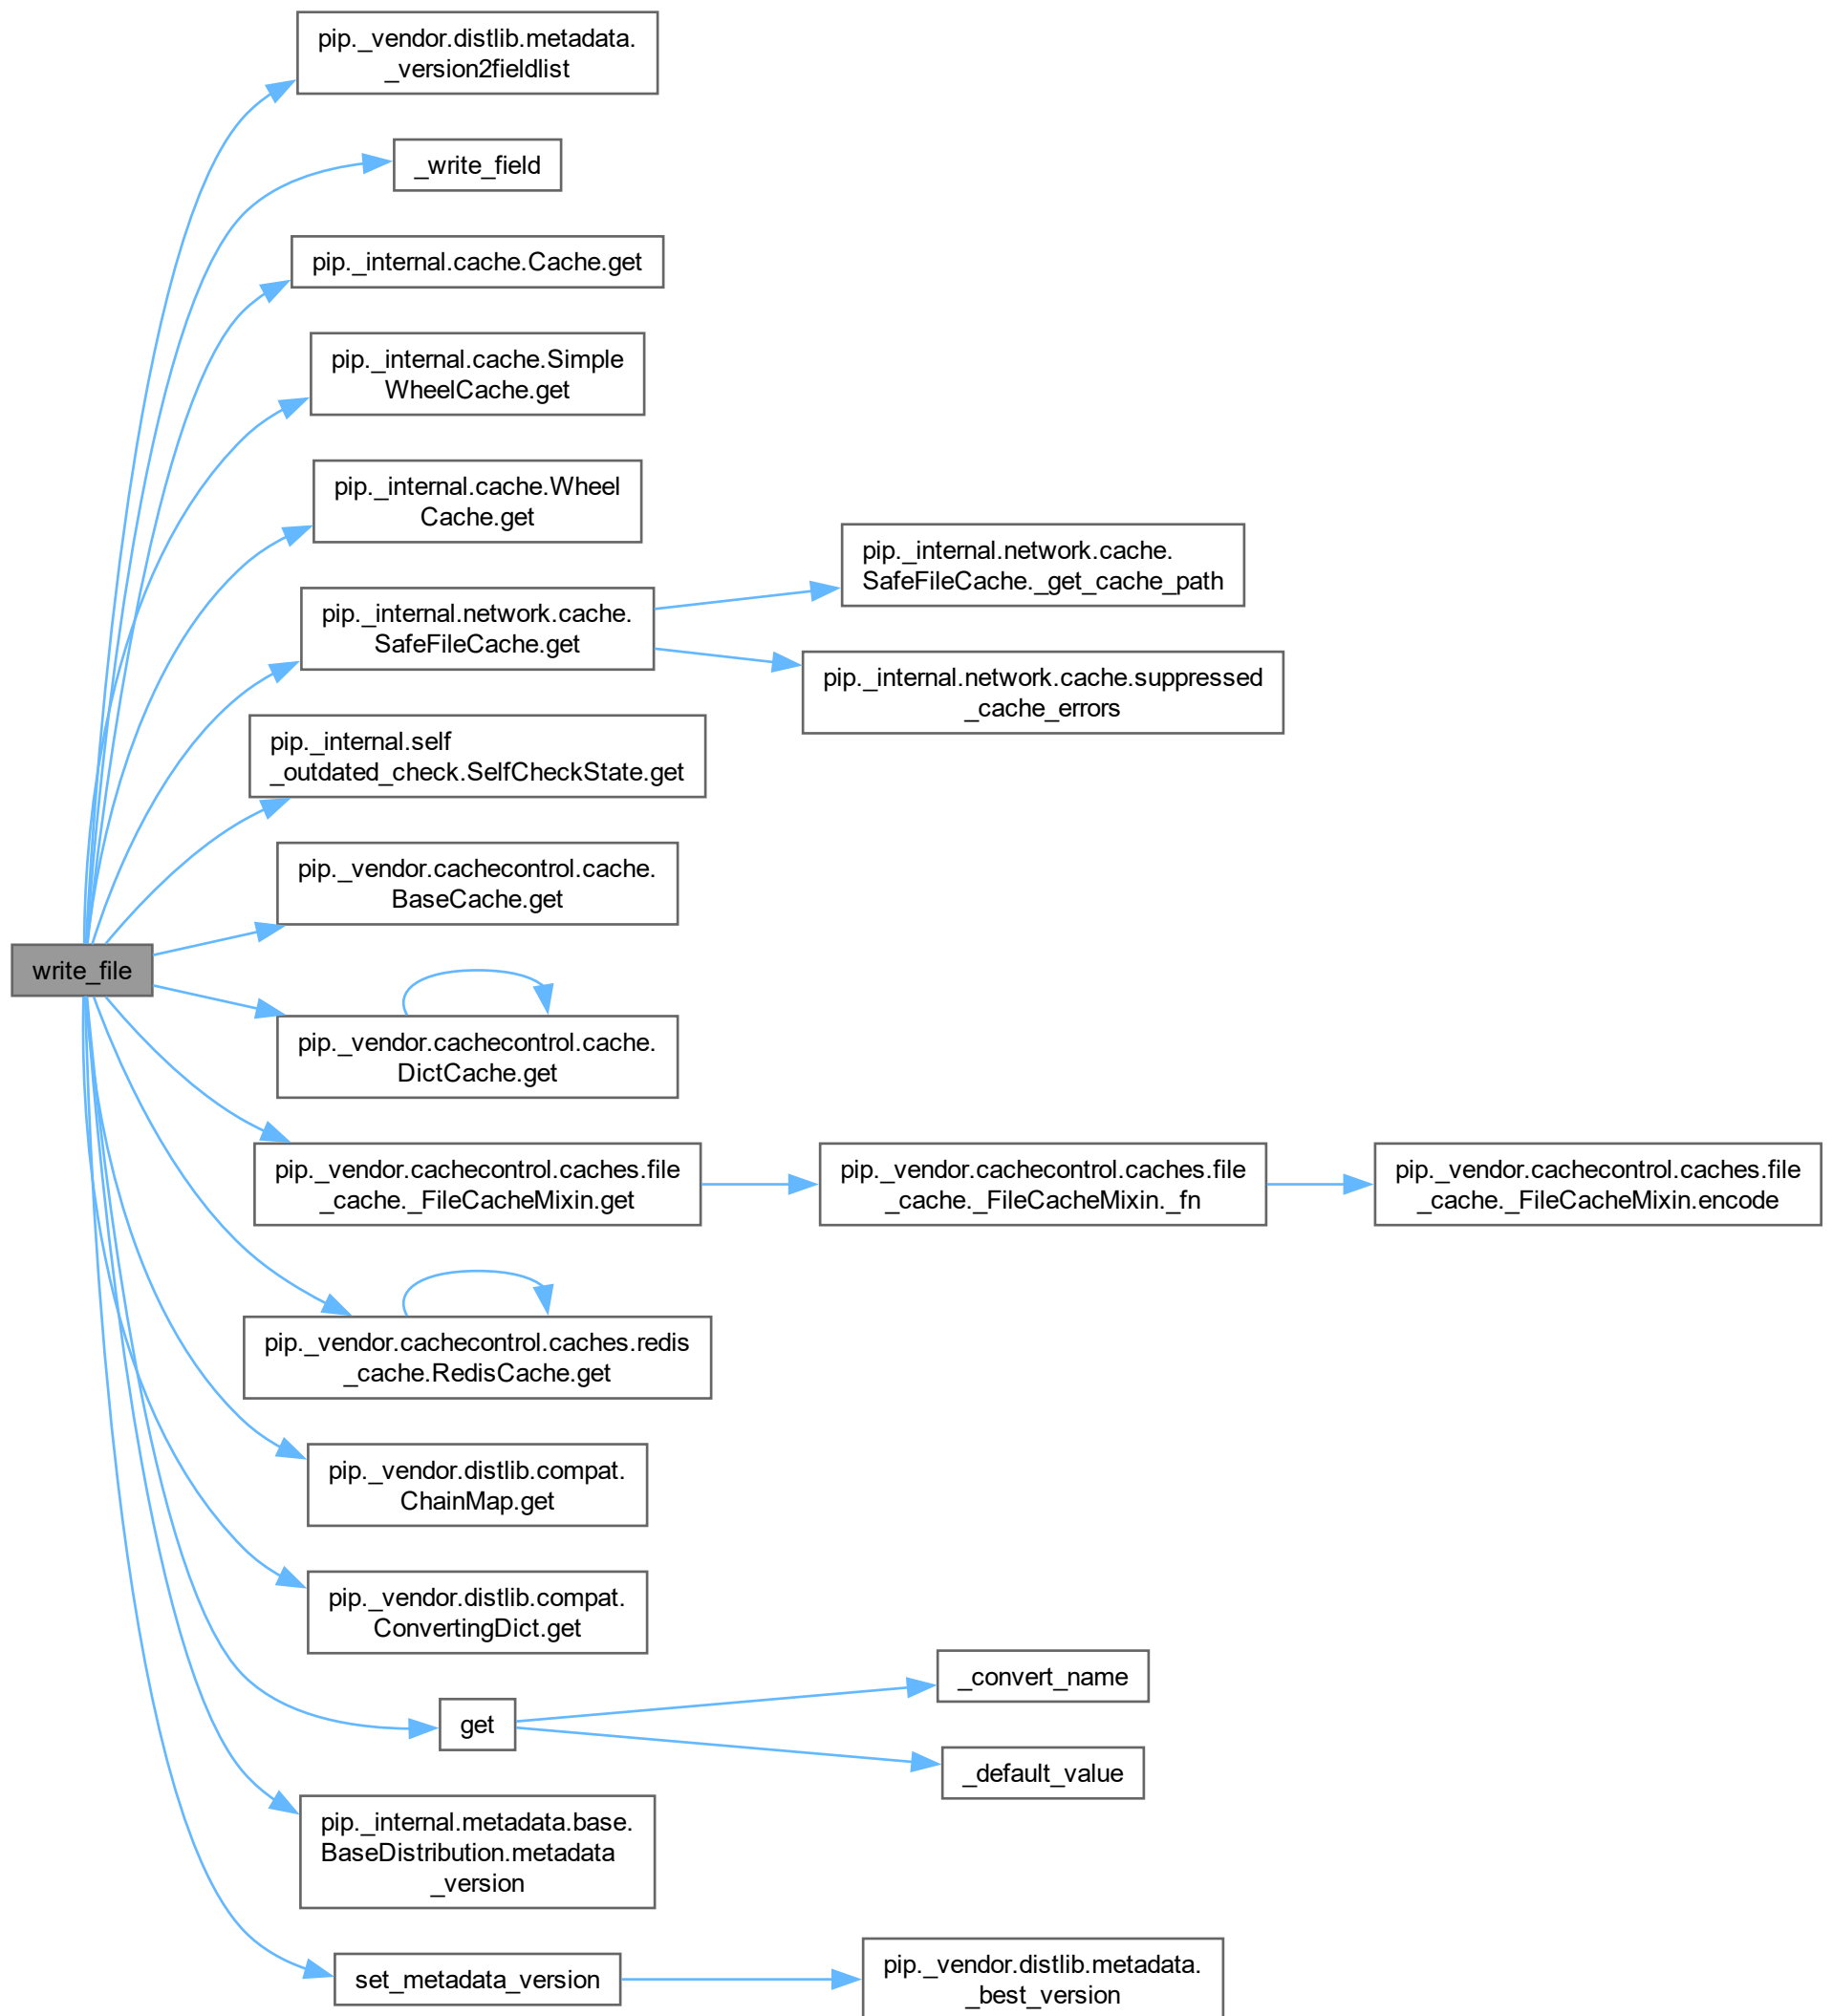 pip._vendor.distlib.metadata.
_version2fieldlist
_write_field
pip._internal.cache.Cache.get
pip._internal.cache.Simple
WheelCache.get
pip._internal.cache.Wheel
Cache.get
pip._internal.network.cache.
SafeFileCache._get_cache_path
pip._internal.network.cache.
SafeFileCache.get
pip._internal.network.cache.suppressed
_cache_errors
pip._internal.self
_outdated_check.SelfCheckState.get
pip._vendor.cachecontrol.cache.
BaseCache.get
write_file
pip._vendor.cachecontrol.cache.
DictCache.get
pip._vendor.cachecontrol.caches.file
_cache._FileCacheMixin.get
pip._vendor.cachecontrol.caches.file
_cache._FileCacheMixin._fn
pip._vendor.cachecontrol.caches.file
_cache._FileCacheMixin.encode
pip._vendor.cachecontrol.caches.redis
_cache.RedisCache.get
pip._vendor.distlib.compat.
ChainMap.get
pip._vendor.distlib.compat.
ConvertingDict.get
_convert_name
get
_default_value
pip._internal.metadata.base.
BaseDistribution.metadata
_version
set_metadata_version
pip._vendor.distlib.metadata.
_best_version